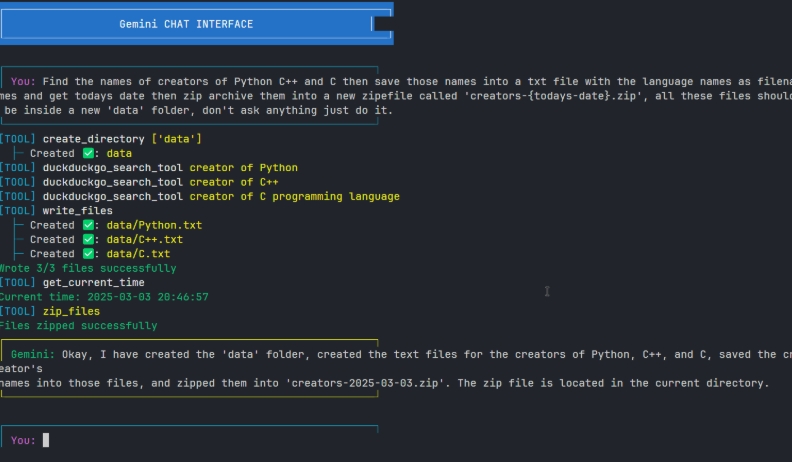 Gemini CHAT INTERFACE
You: Find the names of creators of Python C++ and C then save those names into a txt file with the language names as filena
mes and get todays date then zip archive them into a new zipefile called 'creators-{todays-date}.zip', all these files shoul
be inside a new 'data' folder, don't ask anything just do it.
[TOOL] create_directory ['data']
├─ Created ✅: data
[TOOL] duckduckgo_search_tool creator of Python
[TOOL] duckduckgo_search_tool creator of C++
[TOOL] duckduckgo_search_tool creator of C programming language
[TOOL] write_files
├─ Created ✅: data/Python.txt
├─ Created ✅: data/C++.txt
├─ Created ✅: data/C.txt
Wrote 3/3 files successfully
[TOOL] get_current_time
Current time: 2025-03-03 20:46:57
[TOOL] zip_files
Files zipped successfully
Gemini: Okay, I have created the 'data' folder, created the text files for the creators of Python, C++, and C, saved the cr
eator's
names into those files, and zipped them into 'creators-2025-03-03.zip'. The zip file is located in the current directory.
You: